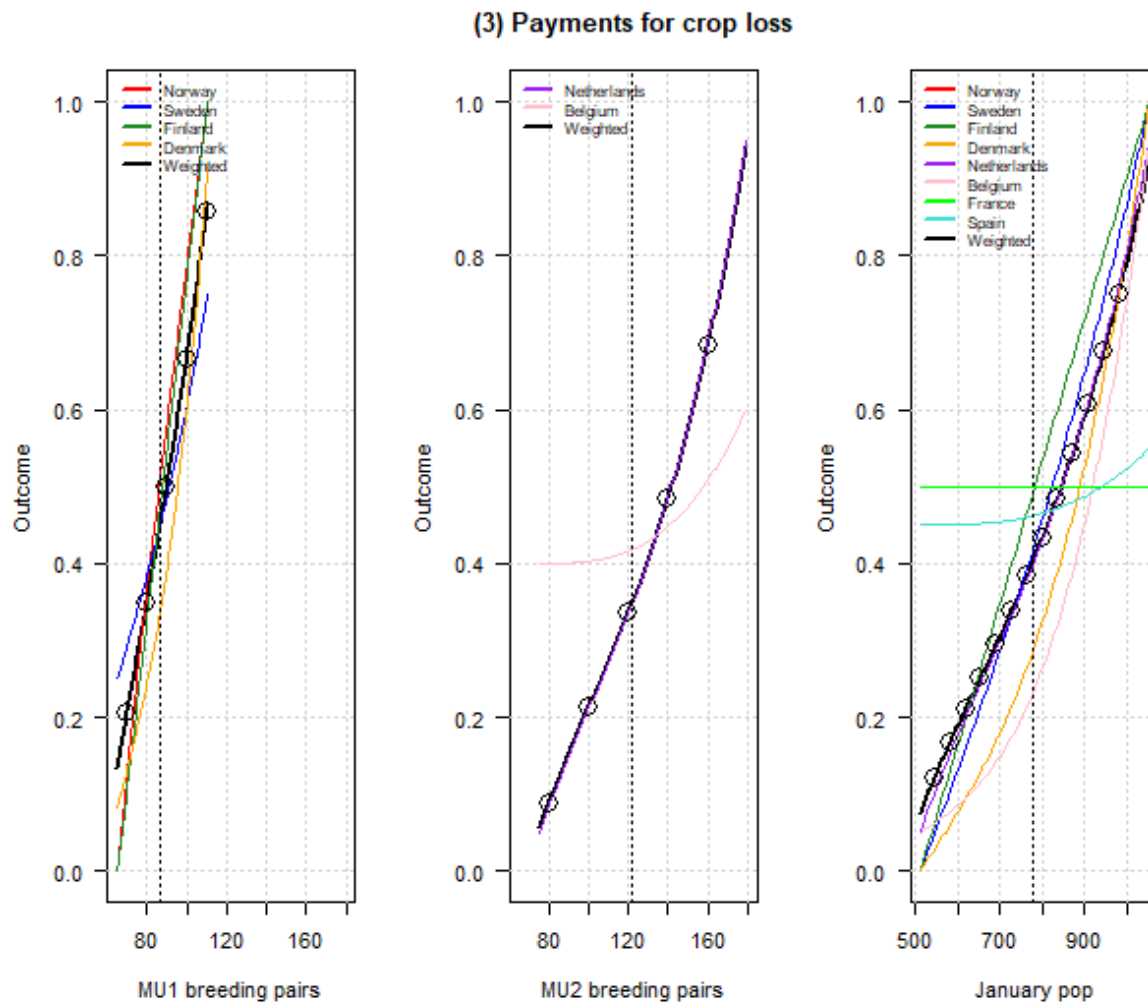 (3) Payments for crop loss
Outcome
1.0
0.8
0.6
0.4
0.2
0.0
Norway
Sweden
Finland
Denmark
Weighted
80
120
160
MU1 breeding pairs
Outcome
1.0
0.8
0.6
0.4
0.2
0.0
Netherlands
Belgium
Weighted
80
120
160
MU2 breeding pairs
Outcome
1.0
0.8
0.6
0.4
0.2
0.0
Norway
Sweden
Finland
Denmark
Netherlands
Belgium
France
Spain
Weighted
500
700
900
January pop